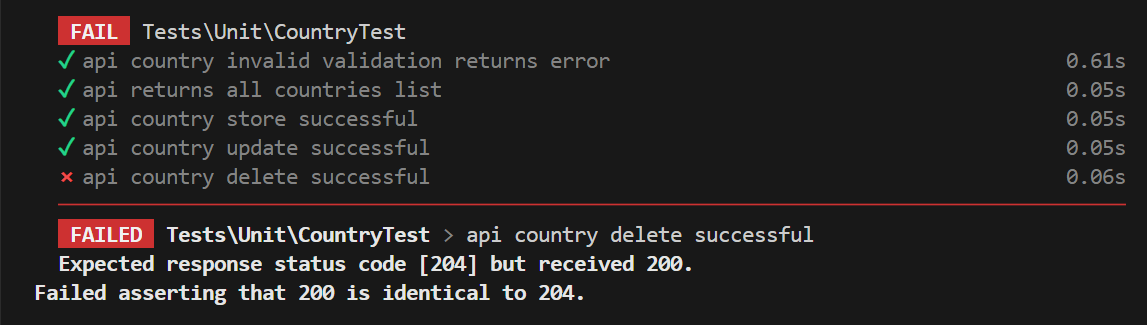 FAIL Tests\Unit\CountryTest
✓ api country invalid validation returns error 0.61s
✓ api returns all countries list 0.05s
✓ api country store successful 0.05s
✓ api country update successful 0.05s
× api country delete successful 0.06s
FAILED Tests\Unit\CountryTest > api country delete successful
Expected response status code [204] but received 200.
Failed asserting that 200 is identical to 204.